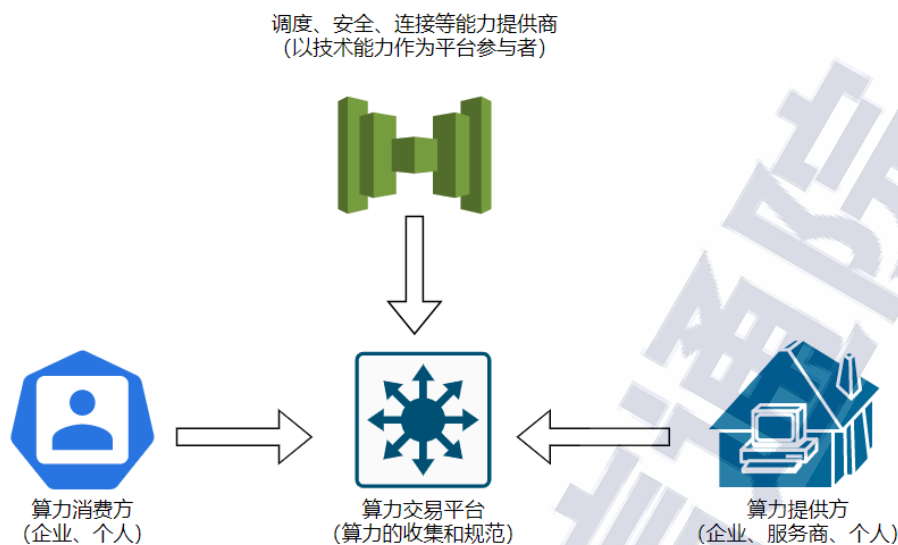 调度、安全、连接等能力提供商
（以技术能力作为平台参与者）
算力消费方
（企业、个人）
算力交易平台
（算力的收集和规范）
算力提供方
（企业、服务商、个人）
信通院